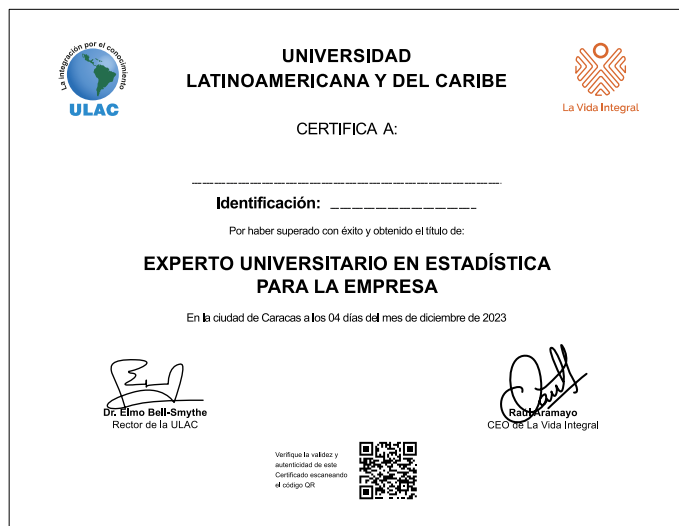 La integración por el conocimiento
ULAC
UNIVERSIDAD
LATINOAMERICANA Y DEL CARIBE
La Vida Integral
CERTIFICA A:
Identificación:
Por haber superado con éxito y obtenido el título de:
EXPERTO UNIVERSITARIO EN ESTADÍSTICA
PARA LA EMPRESA
En la ciudad de Caracas a los 04 días del mes de diciembre de 2023
Dr. Elmo Bell-Smythe
Rector de la ULAC
Raúl Aramayo
CEO de La Vida Integral
Verifique la validez y
autenticidad de este
Certificado escaneando
el código QR